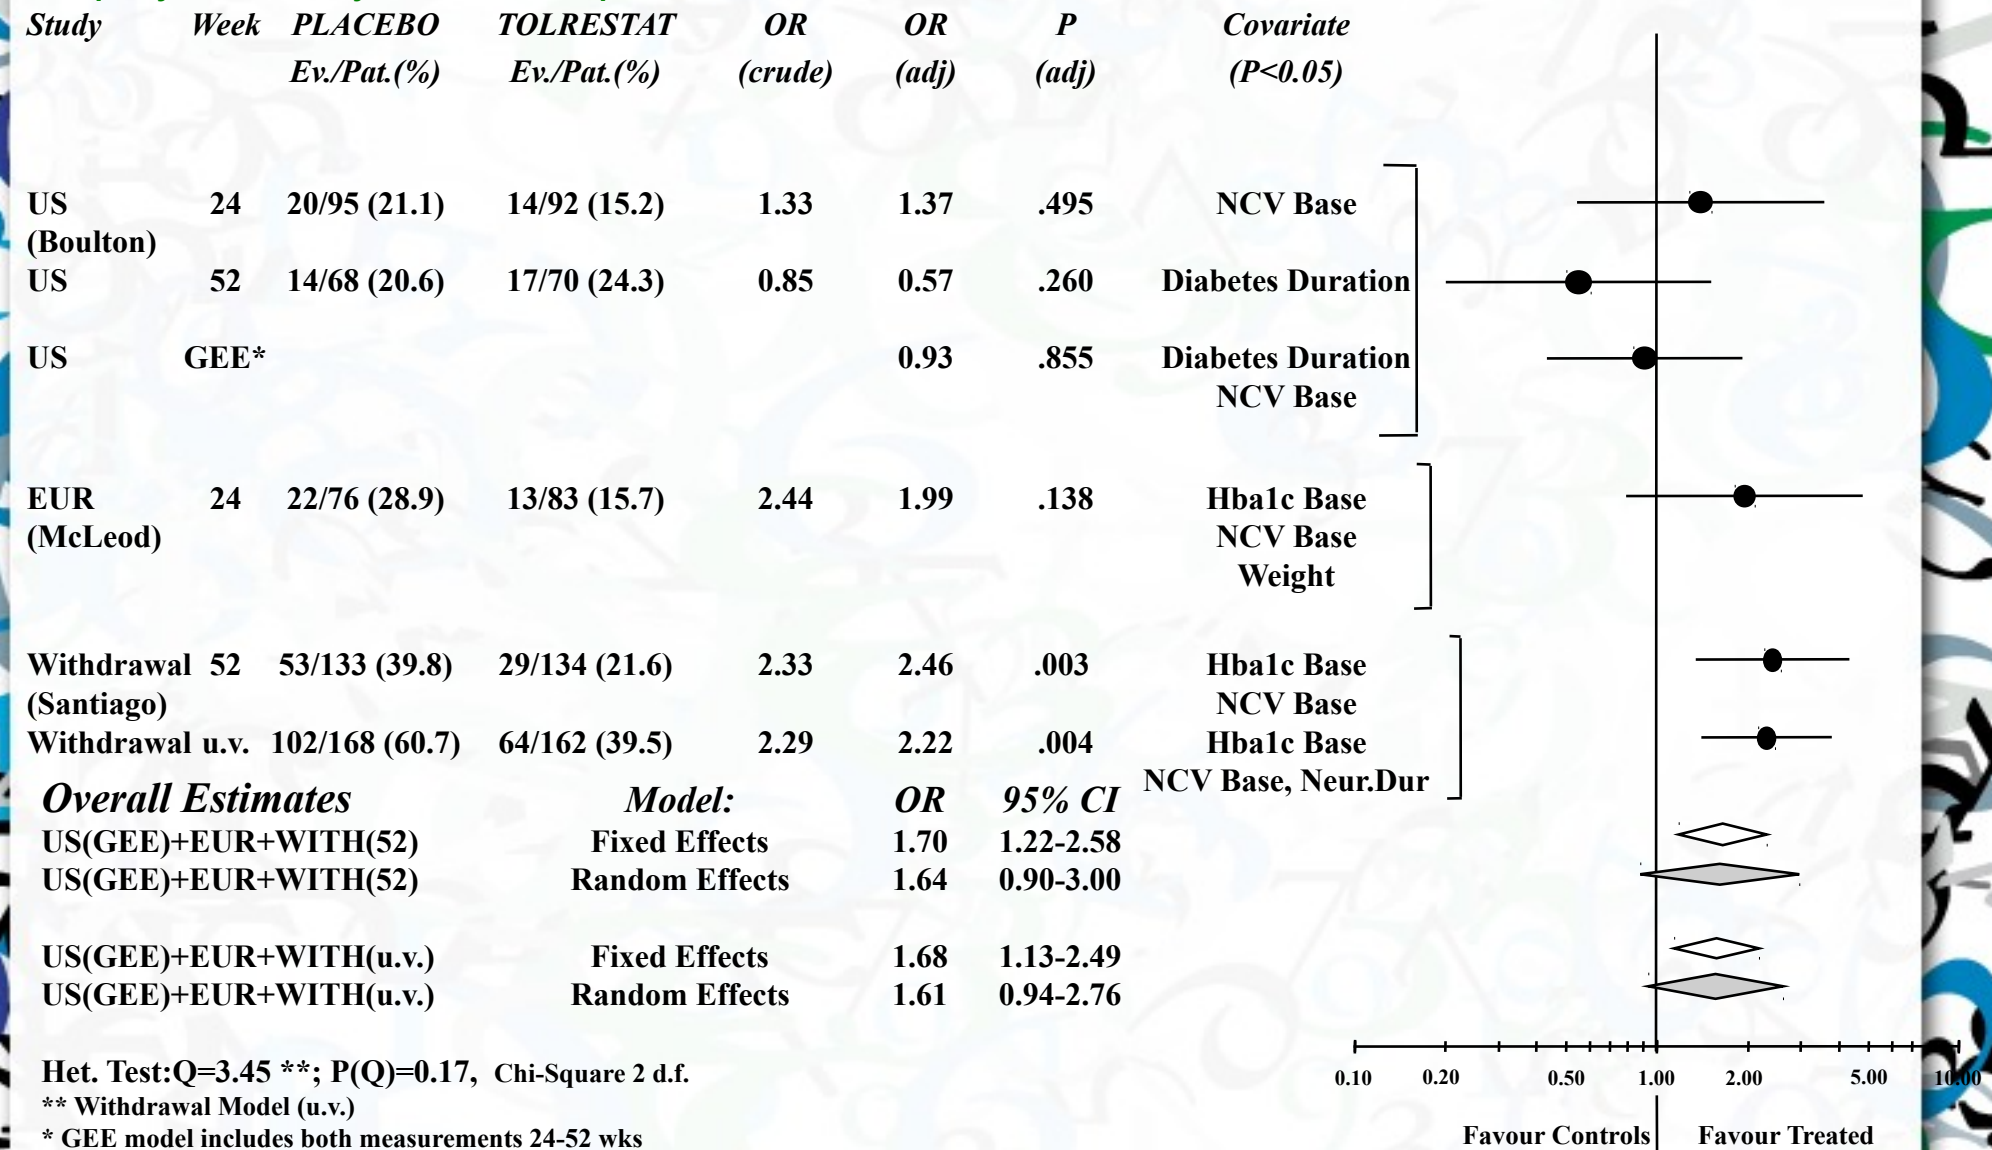 Study Week PLACEBO TOLRESTAT OR OR P Covariate
Ev./Pat.(%) Ev./Pat.(%) (crude) (adj) (adj) (P<0.05)
US 24 20/95 (21.1) 14/92 (15.2) 1.33 1.37 .495 NCV Base
(Boulton)
US 52 14/68 (20.6) 17/70 (24.3) 0.85 0.57 .260 Diabetes Duration
US GEE* 0.93 .855 Diabetes Duration
NCV Base
EUR 24 22/76 (28.9) 13/83 (15.7) 2.44 1.99 .138 Hba1c Base
(McLeod) NCV Base
Weight
Withdrawal 52 53/133 (39.8) 29/134 (21.6) 2.33 2.46 .003 Hba1c Base
(Santiago) NCV Base
Withdrawal u.v. 102/168 (60.7) 64/162 (39.5) 2.29 2.22 .004 Hba1c Base
NCV Base, Neur.Dur
Overall Estimates Model: OR 95% CI
US(GEE)+EUR+WITH(52) Fixed Effects 1.70 1.22-2.58
US(GEE)+EUR+WITH(52) Random Effects 1.64 0.90-3.00
US(GEE)+EUR+WITH(u.v.) Fixed Effects 1.68 1.13-2.49
US(GEE)+EUR+WITH(u.v.) Random Effects 1.61 0.94-2.76
Het. Test:Q=3.45 **; P(Q)=0.17, Chi-Square 2 d.f.
** Withdrawal Model (u.v.)
* GEE model includes both measurements 24-52 wks
0.10 0.20 0.50 1.00 2.00 5.00 10.00
Favour Controls Favour Treated